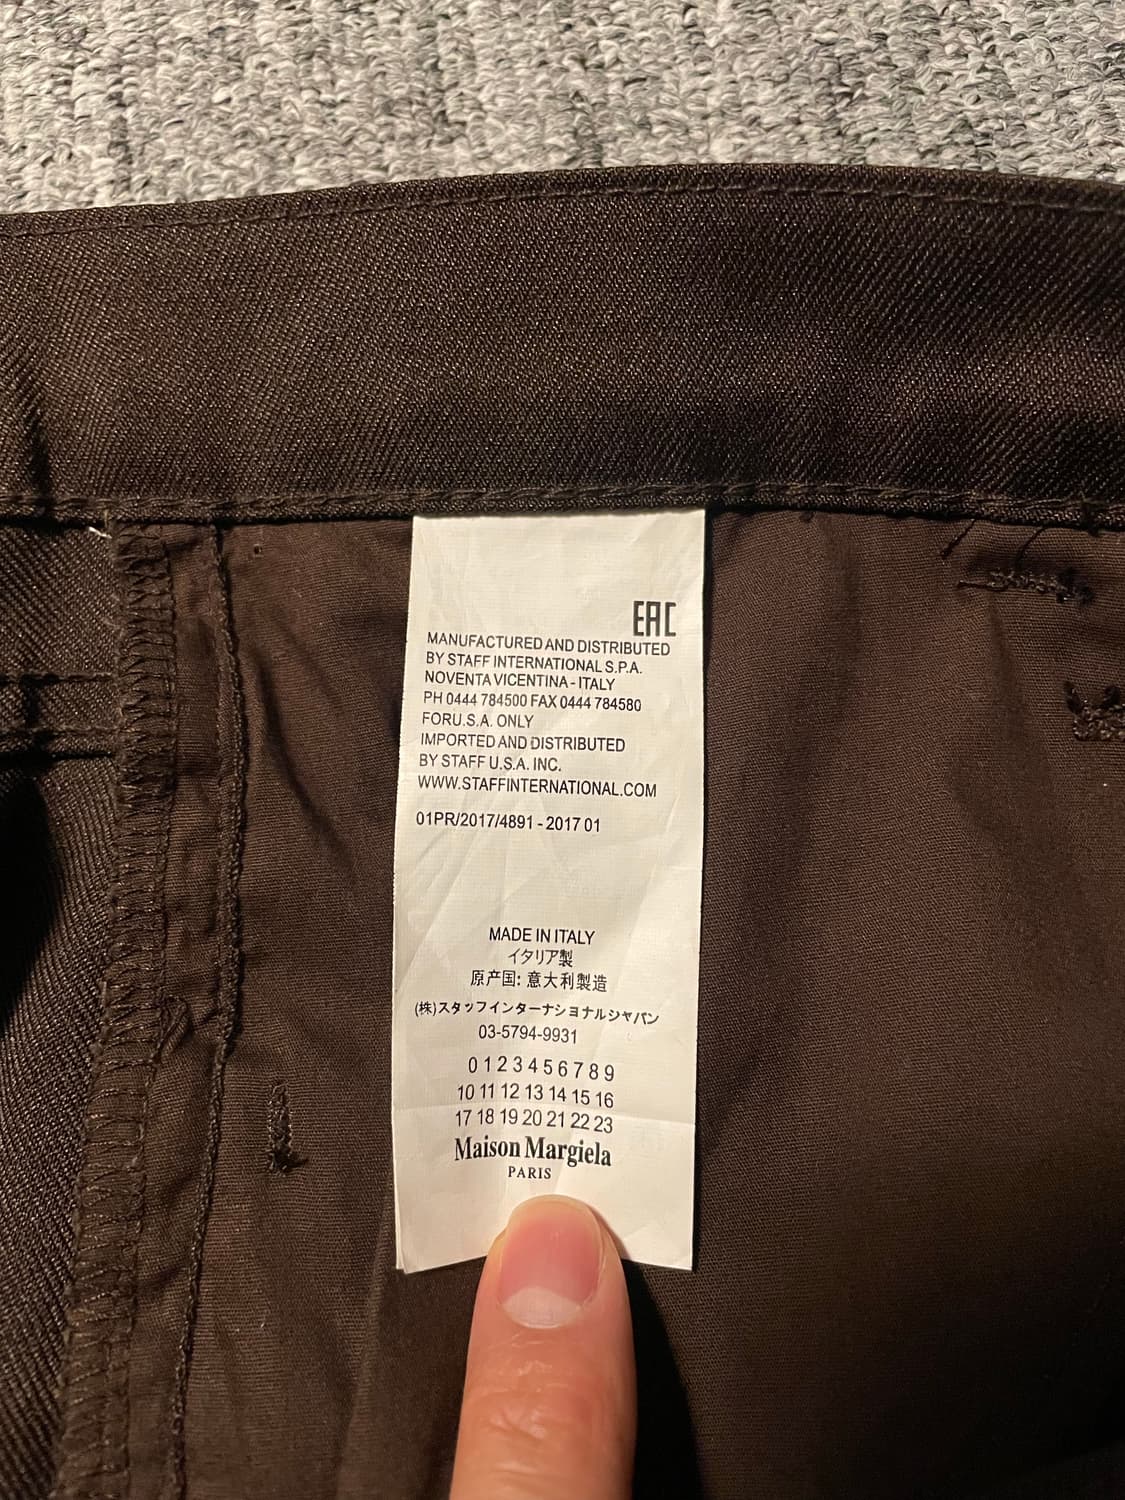 EAC
MANUFACTURED AND DISTRIBUTED
BY STAFF INTERNATIONAL S.P.A.
NOVENTA VICENTINA - ITALY
PH 0444 784500 FAX 0444 784580
FOR U.S.A. ONLY
IMPORTED AND DISTRIBUTED
BY STAFF U.S.A. INC.
WWW.STAFFINTERNATIONAL.COM
01PR/2017/4891 - 2017 01
MADE IN ITALY
イタリア製
原产国: 意大利製造
(株)スタッフインターナショナルジャパン
03-5794-9931
0 1 2 3 4 5 6 7 8 9
10 11 12 13 14 15 16
17 18 19 20 21 22 23
Maison Margiela
PARIS